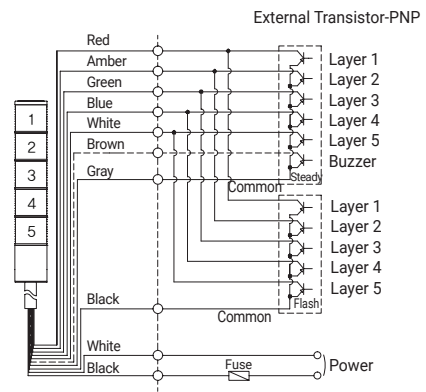 External Transistor-PNP
Red
Amber
Green
Blue
White
Brown
Gray
Layer 1
Layer 2
Layer 3
Layer 4
Layer 5
Buzzer
Steady
Common
1
2
3
4
5
Layer 1
Layer 2
Layer 3
Layer 4
Layer 5
Flash
Black
Common
White
Black
Fuse
Power